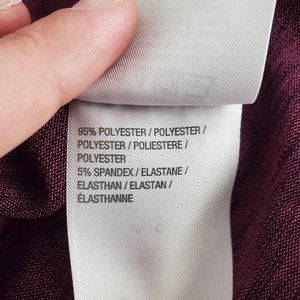 95% POLYESTER / POLYESTER /
POLYESTER / POLIESTERE /
POLYESTER
5% SPANDEX / ELASTANE /
ELASTHAN / ELASTAN /
ÉLASTHANNE